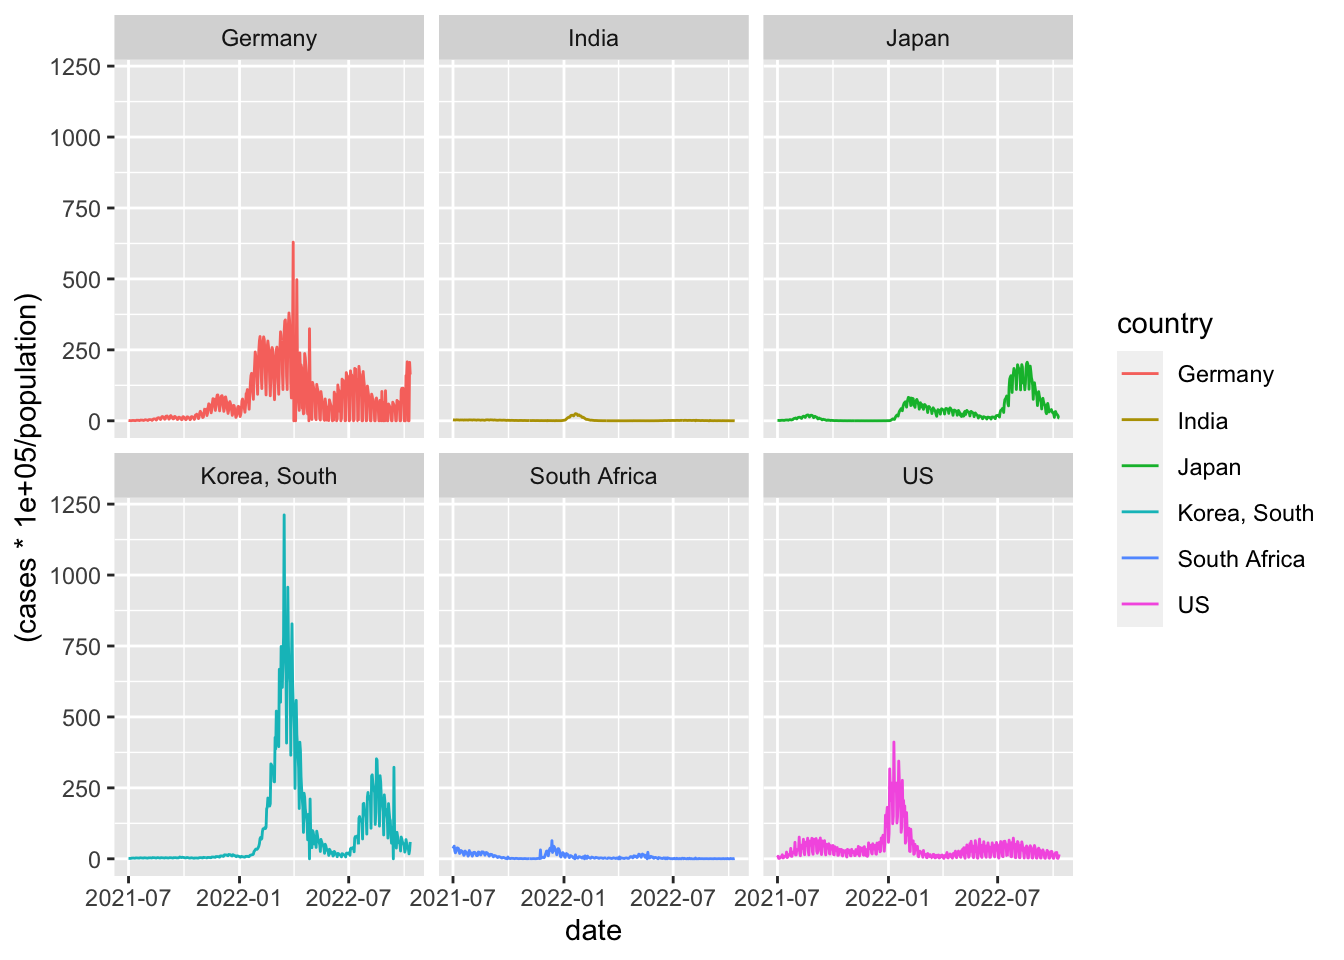 Germany India Japan
1250
1000
750
500
250
0
Korea, South South Africa US
1250
1000
750
500
250
0
2021-07 2022-01 2022-07 2021-07 2022-01 2022-07 2021-07 2022-01 2022-07
date
(cases * 1e+05/population)
country
Germany
India
Japan
Korea, South
South Africa
US